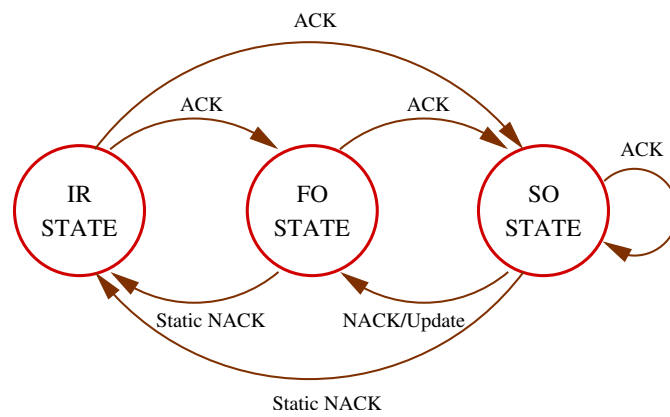 ACK
ACK
ACK
ACK
IR
STATE
FO
STATE
SO
STATE
Static NACK
NACK/Update
Static NACK